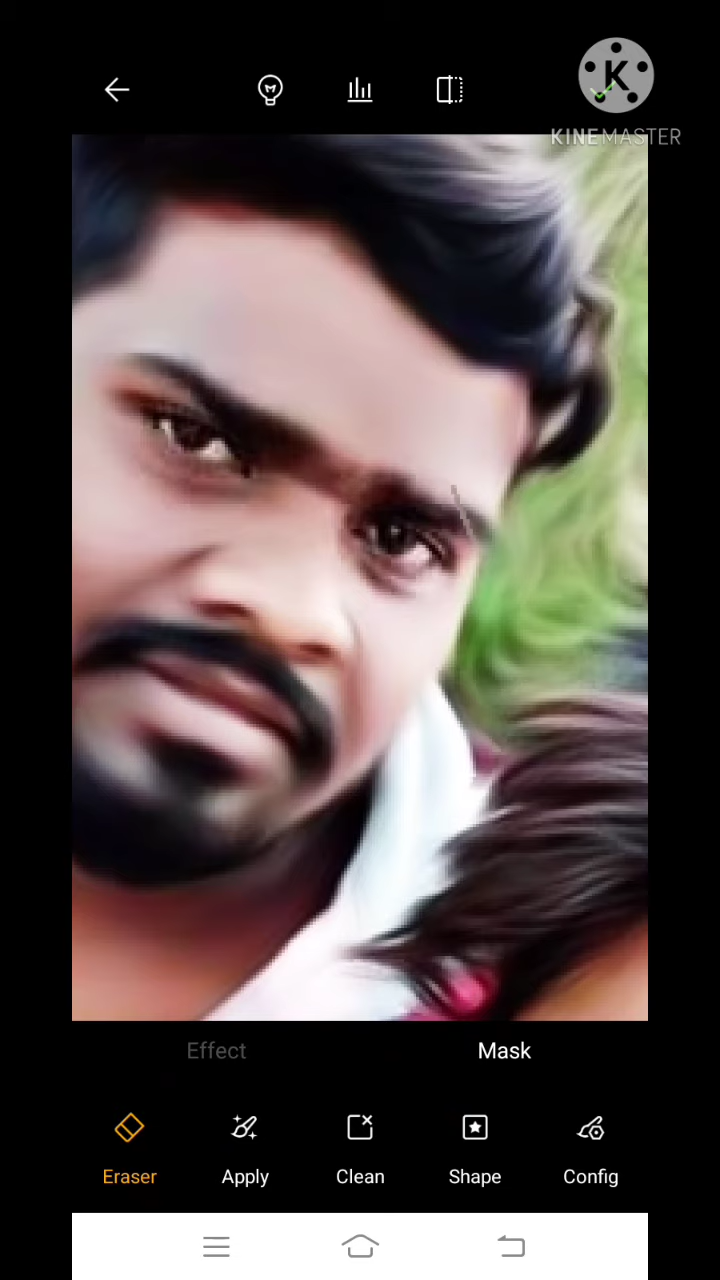 K
KINEMASTER
Effect
Mask
Eraser
Apply
Clean
Shape
Config